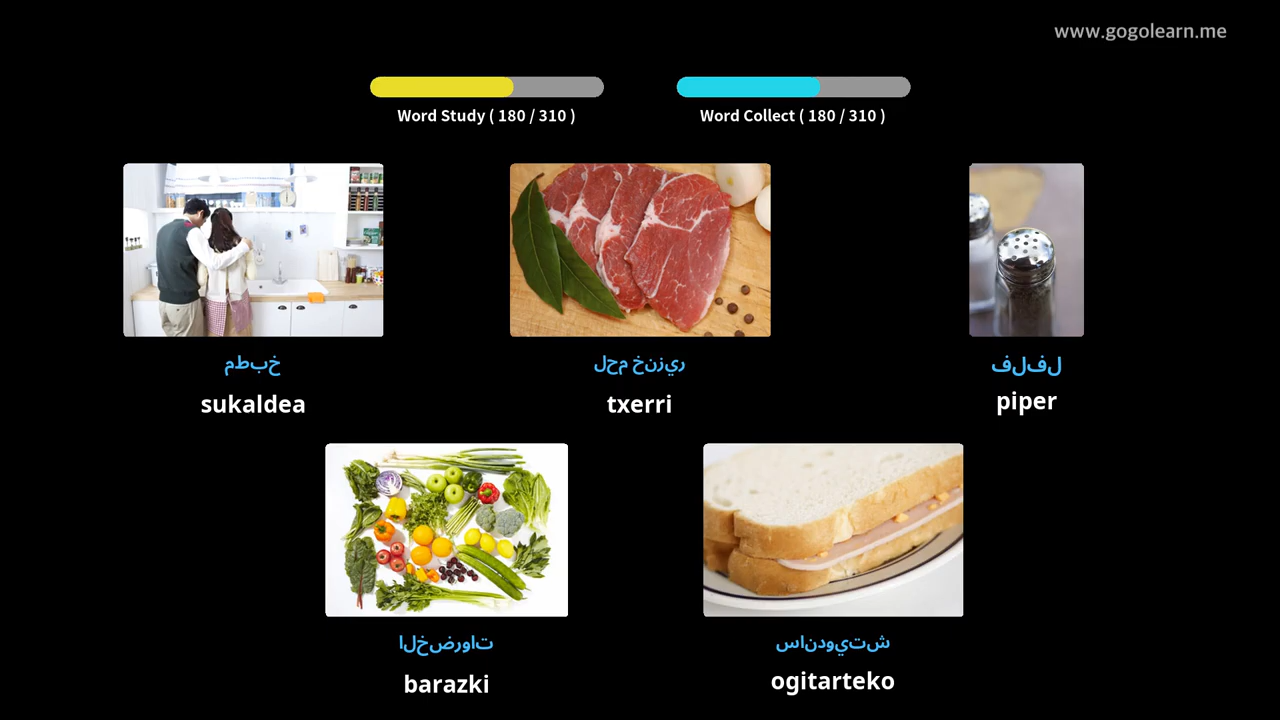 www.gogolearn.me
Word Study ( 180 / 310 )
Word Collect ( 180 / 310 )
مطبخ
لحم خنزير
فلفل
sukaldea
txerri
piper
الخضروات
ساندويتش
barazki
ogitarteko